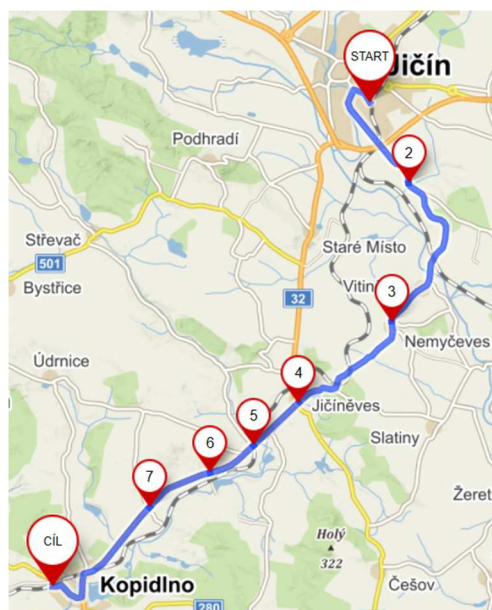 START
Jičín
2
Podhradí
Střevač
501
Staré Místo
Bystřice
32
3
Nemyčeves
Údrnice
4
Jičíněves
5
Slatiny
6
7
Žeret
Holý
322
CÍL
Kopidlno
Češov
280